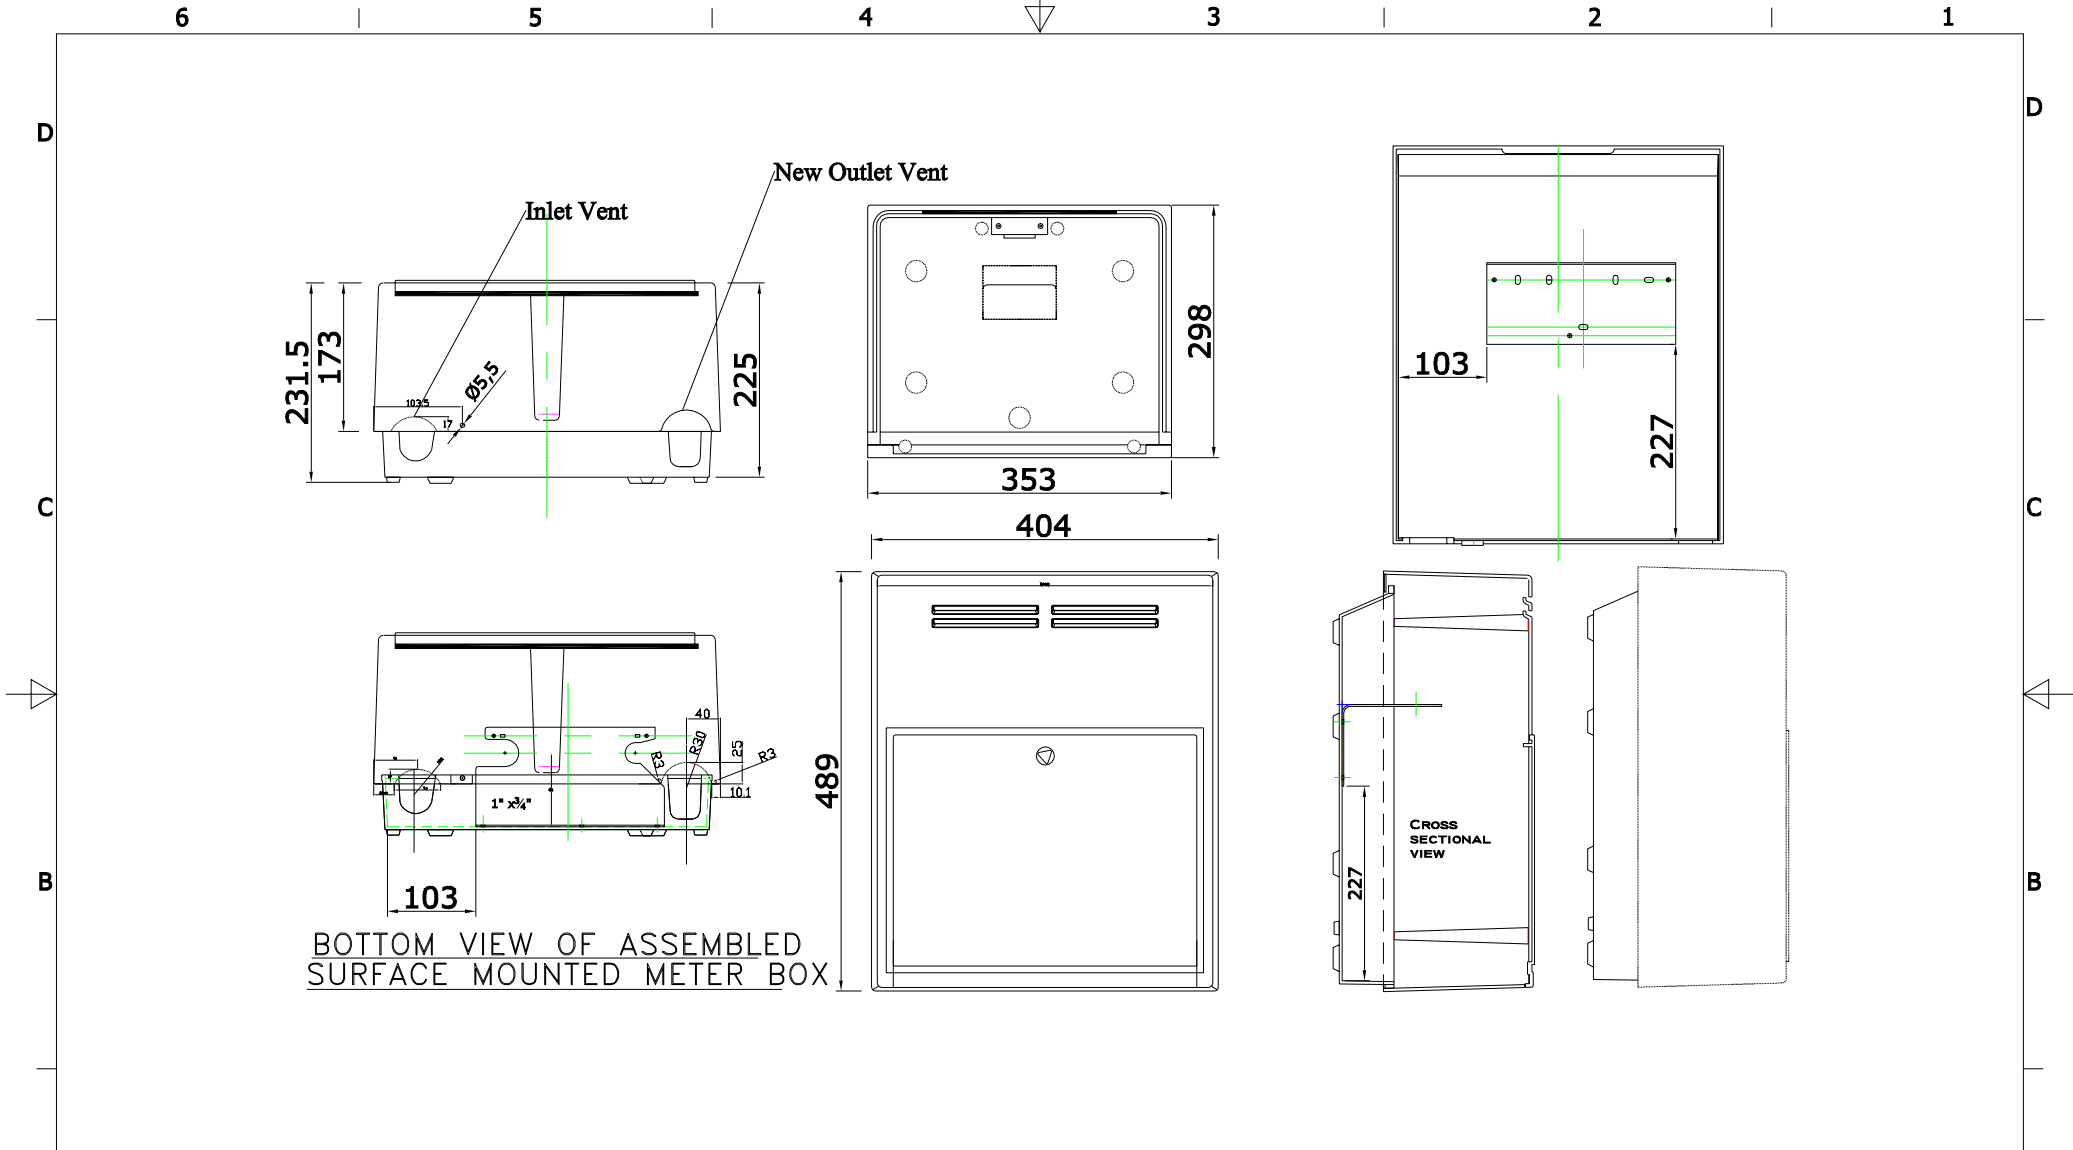 6
5
4
3
2
1
D
D
New Outlet Vent
Inlet Vent
231.5
173
103.5
17
Ø5,5
225
298
353
103
227
C
C
404
489
40
R30
25
R3
R3
10.1
1" x¾"
103
BOTTOM VIEW OF ASSEMBLED
SURFACE MOUNTED METER BOX
CROSS
SECTIONAL
VIEW
227
B
B